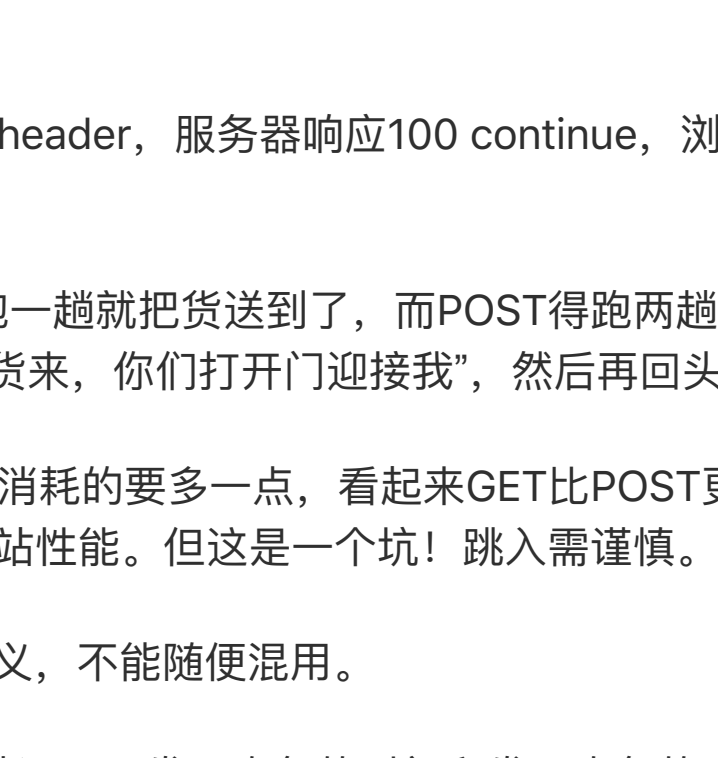 header，服务器响应100 continue，浏
一趟就把货送到了，而POST得跑两趟
货来，你们打开门迎接我”，然后再回头
消耗的要多一点，看起来GET比POST更
站性能。但这是一个坑！跳入需谨慎。
义，不能随便混用。